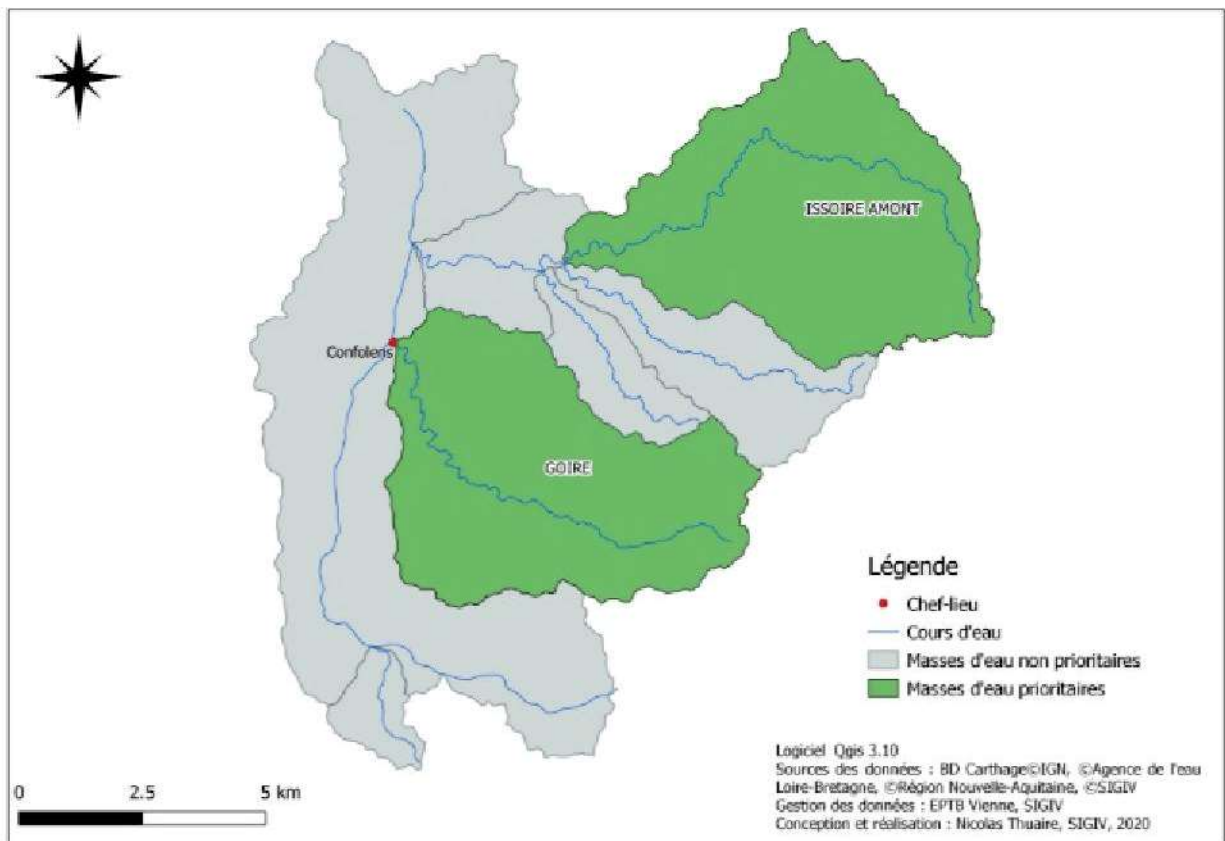 ISSOIRE AMONT
Confolens
GOIRE
Légende
Chef-lieu
Cours d'eau
Masses d'eau non prioritaires
Masses d'eau prioritaires
0 2.5 5 km
Logiciel Qgis 3.10
Sources des données : BD Carthage©IGN, ©Agence de l'eau
Loire-Bretagne, ©Région Nouvelle-Aquitaine, ©SIGIV
Gestion des données : EPTB Vienne, SIGIV
Conception et réalisation : Nicolas Thuaire, SIGIV, 2020